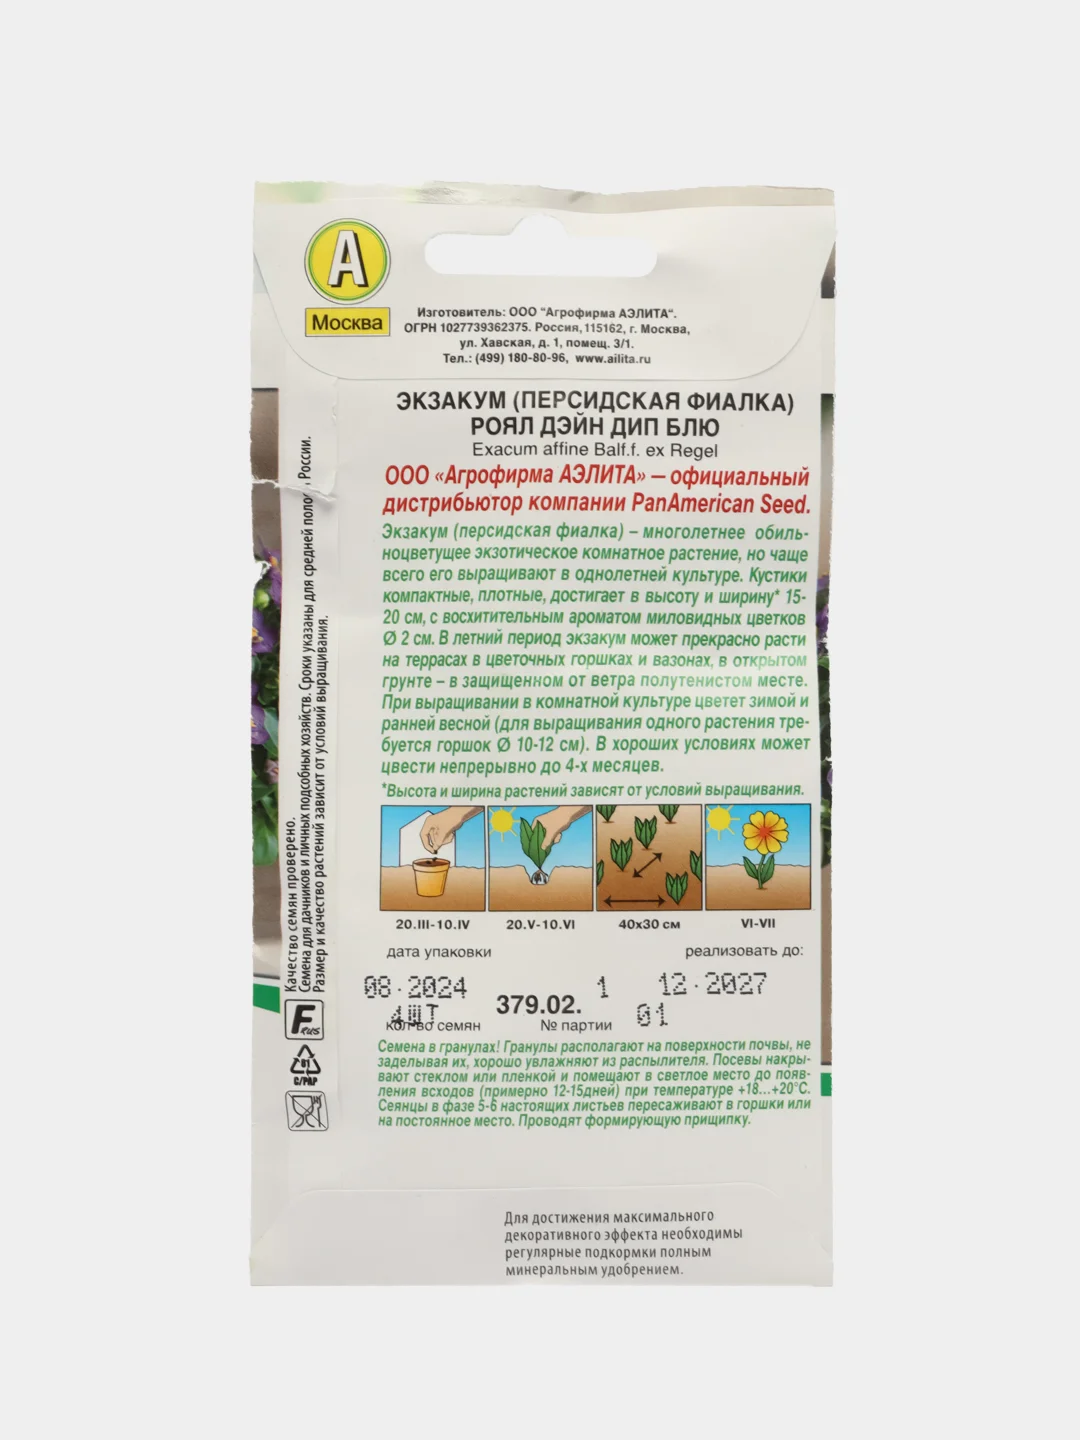 А
Москва
Изготовитель: ООО "Агрофирма АЭЛИТА".
ОГРН 1027739362375. Россия,115162, г. Москва,
ул. Хавская, д. 1, помещ. 3/1.
Тел.: (499) 180-80-96, www.ailita.ru
ЭКЗАКУМ (ПЕРСИДСКАЯ ФИАЛКА)
РОЯЛ ДЭЙН ДИП БЛЮ
Exacum affine Balf.f. ex Regel
ООО «Агрофирма АЭЛИТА» – официальный
дистрибьютор компании PanAmerican Seed.
Экзакум (персидская фиалка) – многолетнее обиль-
ноцветущее экзотическое комнатное растение, но чаще
всего его выращивают в однолетней культуре. Кустики
компактные, плотные, достигает в высоту и ширину* 15-
20 см, с восхитительным ароматом миловидных цветков
Ø 2 см. В летний период экзакум может прекрасно расти
на террасах в цветочных горшках и вазонах, в открытом
грунте – в защищенном от ветра полутенистом месте.
При выращивании в комнатной культуре цветет зимой и
ранней весной (для выращивания одного растения тре-
буется горшок Ø 10-12 см). В хороших условиях может
цвести непрерывно до 4-х месяцев.
*Высота и ширина растений зависят от условий выращивания.
20.III-10.IV 20.V-10.VI 40х30 см VI-VII
дата упаковки реализовать до:
08.2024 379.02. 1 12.2027
4ШТ 01
кол-во семян № партии
Семена в гранулах! Гранулы располагают на поверхности почвы, не
заделывая их, хорошо увлажняют из распылителя. Посевы накры-
вают стеклом или пленкой и помещают в светлое место до появ-
ления всходов (примерно 12-15дней) при температуре +18...+20°С.
Сеянцы в фазе 5-6 настоящих листьев пересаживают в горшки или
на постоянное место. Проводят формирующую прищипку.
Качество семян проверено.
Семена для дачников и личных подсобных хозяйств. Сроки указаны для средней полосы России.
Размер и качество растений зависят от условий выращивания.
F RUS
81
C/PAP
Для достижения максимального
декоративного эффекта необходимы
регулярные подкормки полным
минеральным удобрением.